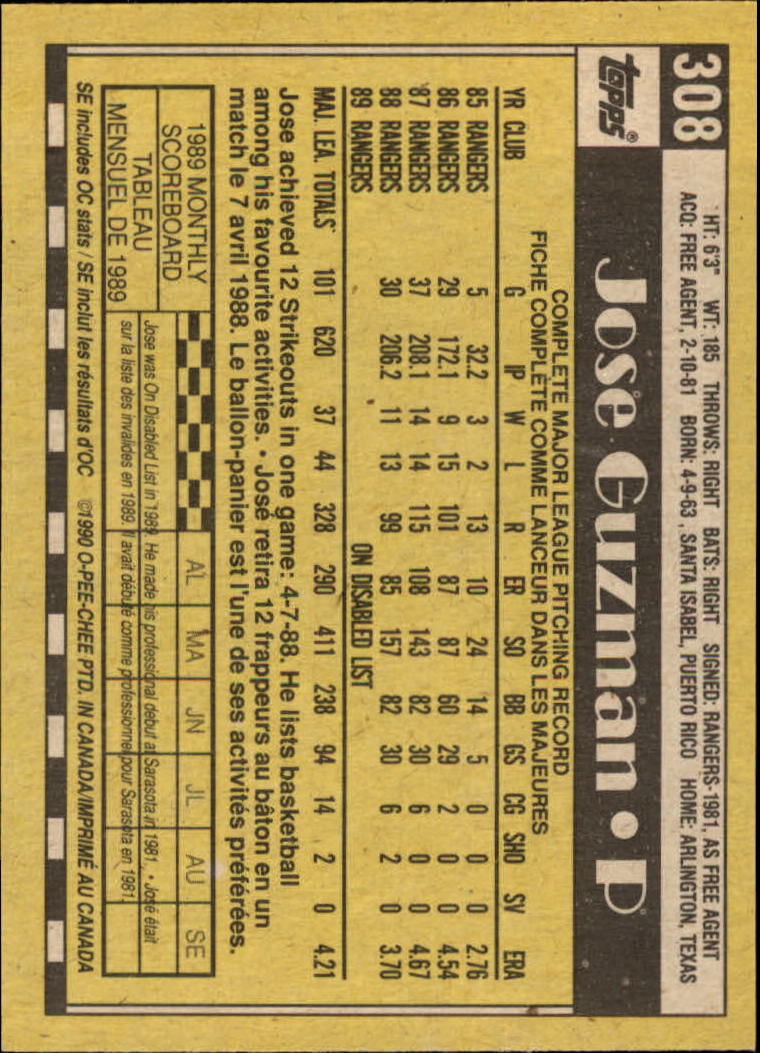 308
HT: 6'3" WT: 185 THROWS: RIGHT BATS: RIGHT SIGNED: RANGERS-1981, AS FREE AGENT
ACQ: FREE AGENT, 2-10-81 BORN: 4-9-63, SANTA ISABEL, PUERTO RICO HOME: ARLINGTON, TEXAS
topps®
Jose Guzman • P
COMPLETE MAJOR LEAGUE PITCHING RECORD
FICHE COMPLÈTE COMME LANCEUR DANS LES MAJEURES
YR CLUB G IP W L R ER SO BB GS CG SHO SV ERA
85 RANGERS 5 32.2 3 2 13 10 24 14 5 0 0 0 2.76
86 RANGERS 29 172.1 9 15 101 87 87 60 29 2 0 0 4.54
'87 RANGERS 37 208.1 14 14 115 108 143 82 30 6 0 0 4.67
88 RANGERS 30 206.2 11 13 99 85 157 82 30 6 2 0 3.70
89 RANGERS ON DISABLED LIST
MAJ. LEA. TOTALS 101 620 37 44 328 290 411 238 94 14 2 0 4.21
Jose achieved 12 Strikeouts in one game: 4-7-88. He lists basketball
among his favourite activities. • José retira 12 frappeurs au bâton en un
match le 7 avril 1988. Le ballon-panier est l'une de ses activités préférées.
1989 MONTHLY
SCOREBOARD
TABLEAU
MENSUEL DE 1989
AL MA JN JL AU SE
Jose was On Disabled List in 1989. He made his professional debut at Sarasota in 1981. • José était
sur la liste des invalides en 1989. Il avait débuté comme professionnel pour Sarasota en 1981.
SE includes OC stats / SE inclut les résultats d'OC ©1990 O-PEE-CHEE PTD. IN CANADA/IMPRIMÉ AU CANADA